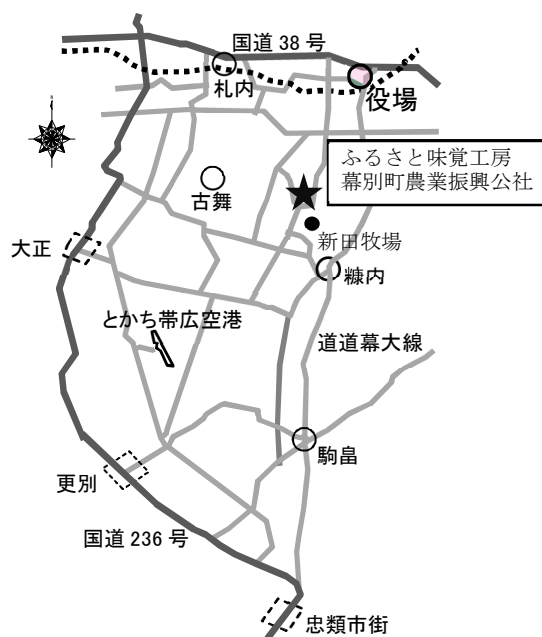 国道 38 号
札内
役場
ふるさと味覚工房
幕別町農業振興公社
古舞
新田牧場
大正
糠内
とかち帯広空港
道道幕大線
駒畠
更別
国道 236 号
忠類市街